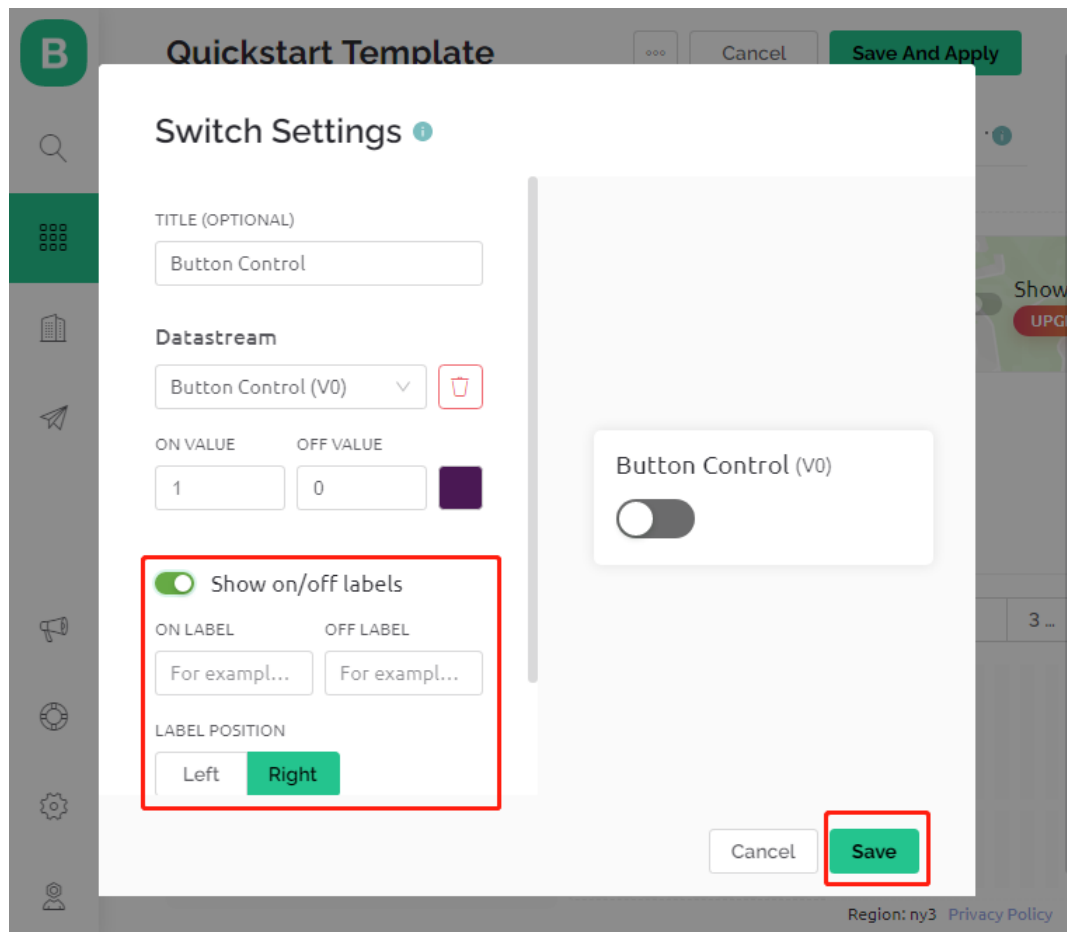 B
Quickstart Template
Cancel
Save And Apply
Switch Settings
TITLE (OPTIONAL)
Button Control
Datastream
Button Control (V0)
ON VALUE OFF VALUE
1 0
Show on/off labels
ON LABEL OFF LABEL
For exampl... For exampl...
LABEL POSITION
Left Right
Button Control (V0)
Show
UPG
3 ...
Cancel Save
Region: ny3 Privacy Policy